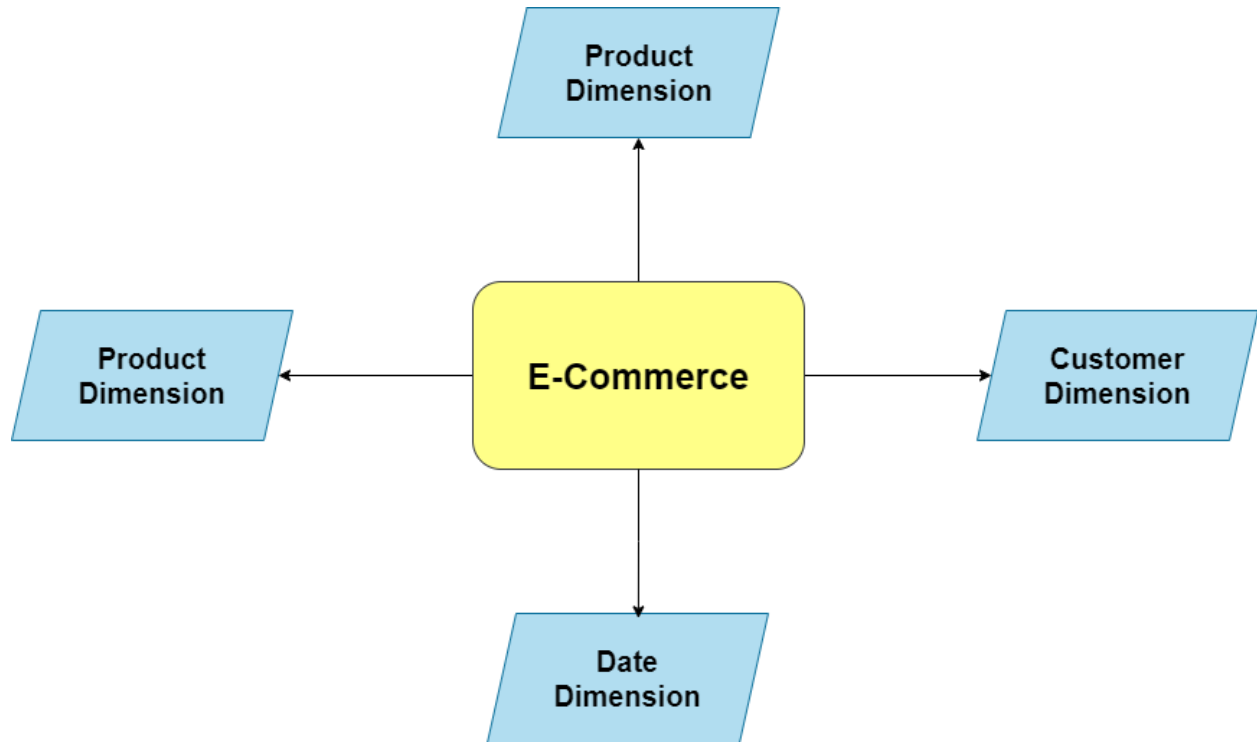 Product
Dimension
Product
Dimension
E-Commerce
Customer
Dimension
Date
Dimension